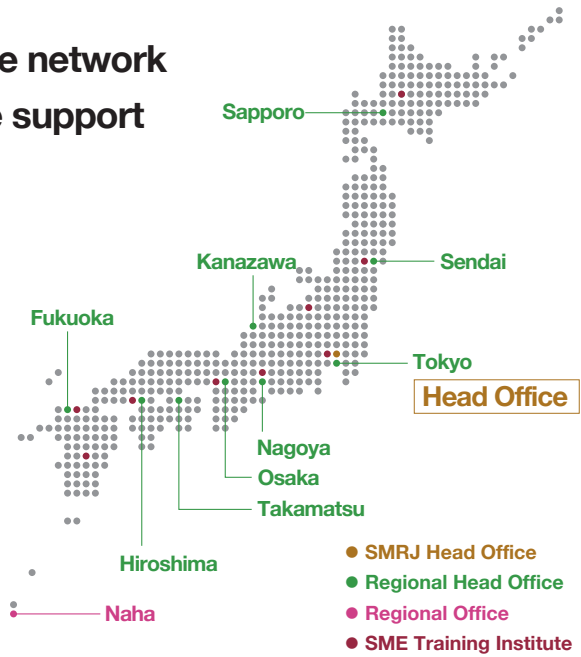 e network
e support
Sapporo
Kanazawa
Sendai
Fukuoka
Tokyo
Head Office
Nagoya
Osaka
Takamatsu
Hiroshima
Naha
SMRJ Head Office
Regional Head Office
Regional Office
SME Training Institute